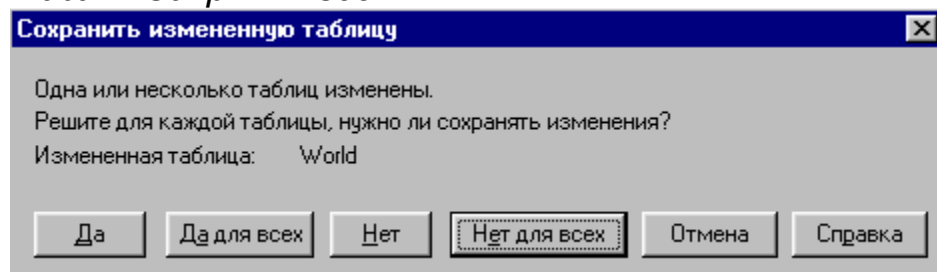 Сохранить измененную таблицу
Одна или несколько таблиц изменены.
Решите для каждой таблицы, нужно ли сохранять изменения?
Измененная таблица: World
Да Да для всех Нет Нет для всех Отмена Справка